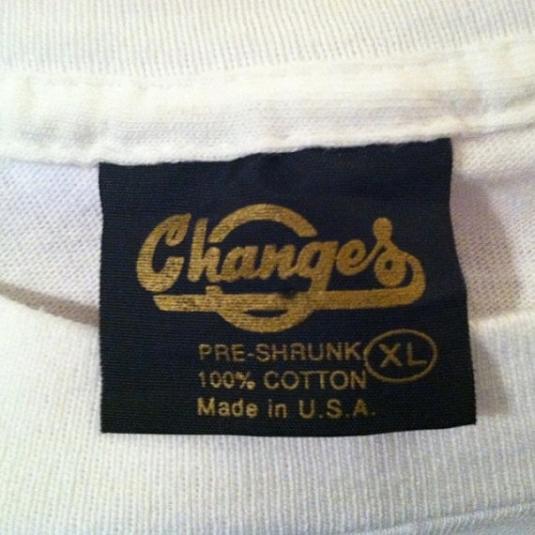 Changes
PRE-SHRUNK XL
100% COTTON
Made in U.S.A.